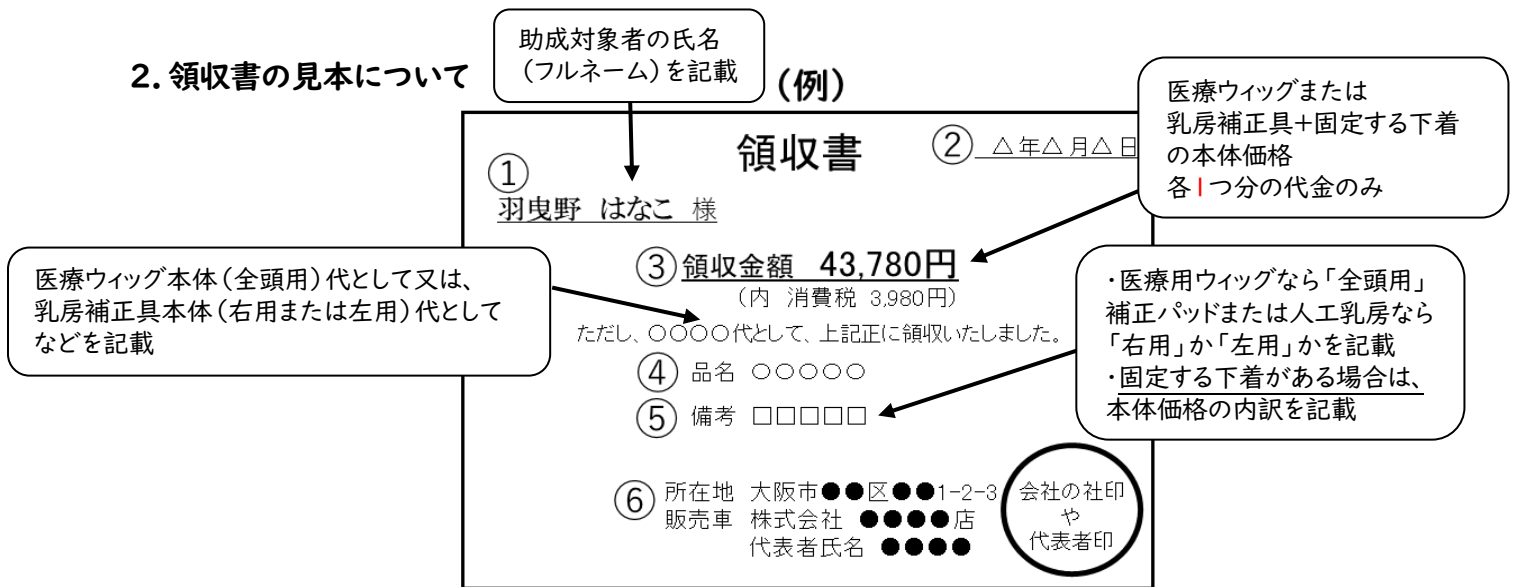 2．領収書の見本について
助成対象者の氏名
（フルネーム）を記載
（例）
医療ウィッグまたは
乳房補正具＋固定する下着
の本体価格
各1つ分の代金のみ
領収書
② △年△月△日
①
羽曳野 はなこ 様
③ 領収金額 43,780円
（内 消費税 3,980円）
医療ウィッグ本体（全頭用）代として又は、
乳房補正具本体（右用または左用）代として
などを記載
ただし、〇〇〇〇代として、上記正に領収いたしました。
④ 品名 〇〇〇〇〇
⑤ 備考 □□□□□
・医療用ウィッグなら「全頭用」
補正パッドまたは人工乳房なら
「右用」か「左用」かを記載
・固定する下着がある場合は、
本体価格の内訳を記載
⑥ 所在地 大阪市●●区●●1-2-3
販売車 株式会社 ●●●●店
代表者氏名 ●●●●
会社の社印
や
代表者印